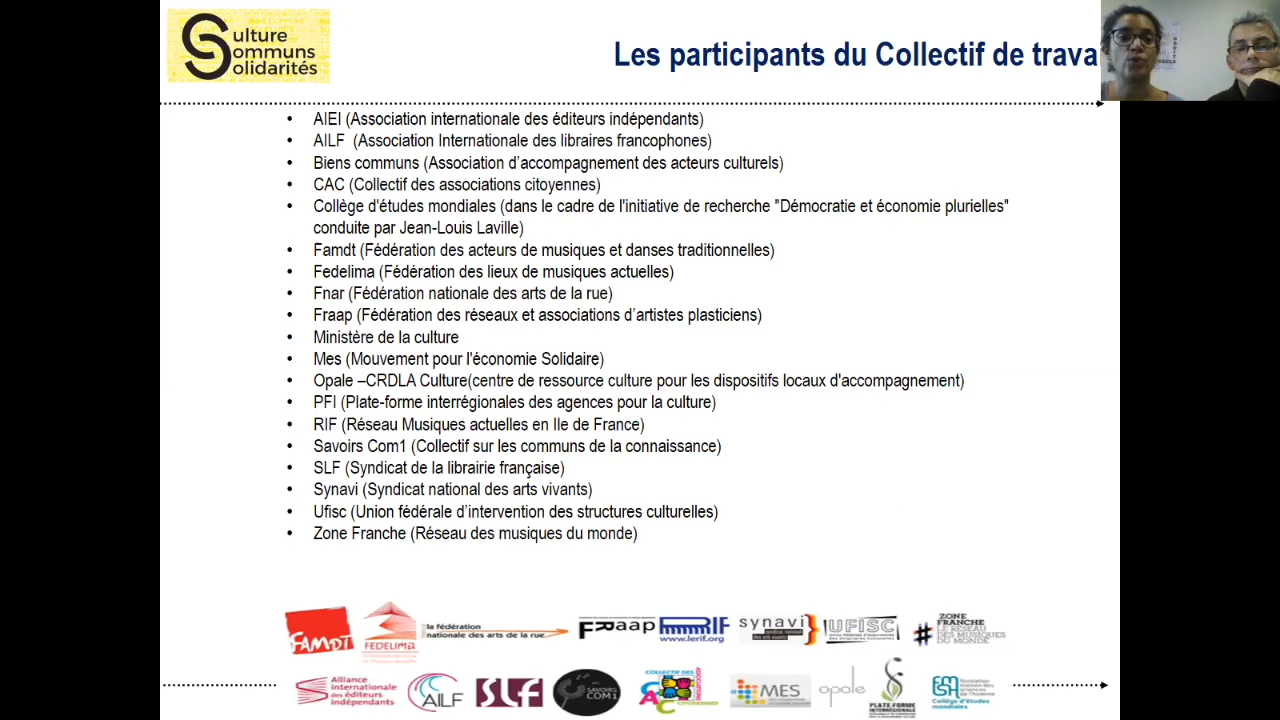 Culture
Communs
Solidarités
Les participants du Collectif de trava
• AIEI (Association internationale des éditeurs indépendants)
• AILF (Association Internationale des libraires francophones)
• Biens communs (Association d’accompagnement des acteurs culturels)
• CAC (Collectif des associations citoyennes)
• Collège d'études mondiales (dans le cadre de l'initiative de recherche "Démocratie et économie plurielles"
conduite par Jean-Louis Laville)
• Famdt (Fédération des acteurs de musiques et danses traditionnelles)
• Fedelima (Fédération des lieux de musiques actuelles)
• Fnar (Fédération nationale des arts de la rue)
• Fraap (Fédération des réseaux et associations d’artistes plasticiens)
• Ministère de la culture
• Mes (Mouvement pour l'économie Solidaire)
• Opale –CRDLA Culture(centre de ressource culture pour les dispositifs locaux d'accompagnement)
• PFI (Plate-forme interrégionales des agences pour la culture)
• RIF (Réseau Musiques actuelles en Ile de France)
• Savoirs Com1 (Collectif sur les communs de la connaissance)
• SLF (Syndicat de la librairie française)
• Synavi (Syndicat national des arts vivants)
• Ufisc (Union fédérale d’intervention des structures culturelles)
• Zone Franche (Réseau des musiques du monde)
FAMDT
FEDELIMA
la fédération
nationale des arts de la rue
FRaap
RIF
www.lerif.org
synavi
UFISC
# ZONE
FRANCHE
LE RÉSEAU
DES MUSIQUES
DU MONDE
Alliance
internationale
des éditeurs
indépendants
AILF
SLF
SAVOIRS
COM1
COLLECTIF DES
ASSOCIATIONS
CITOYENNES
CAC
MES
opale
PLATE-FORME
INTERRÉGIONALE
Collège d'études
mondiales